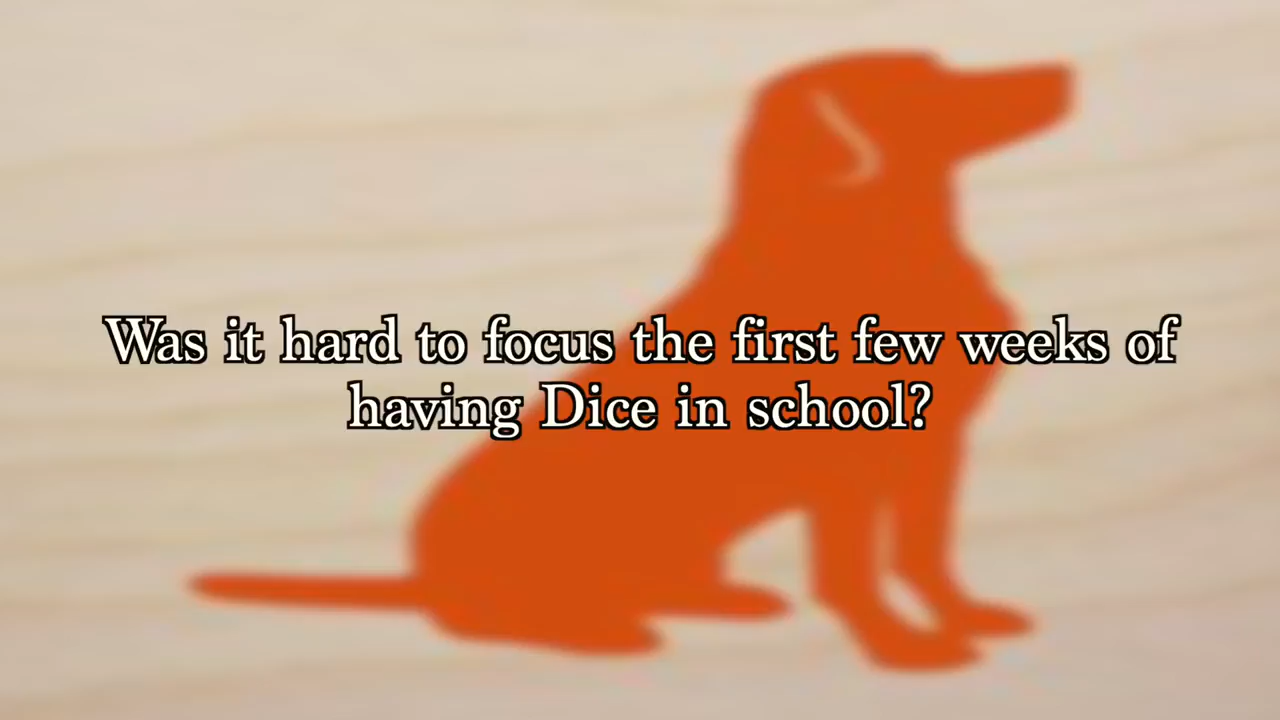 Was it hard to focus the first few weeks of
having Dice in school?